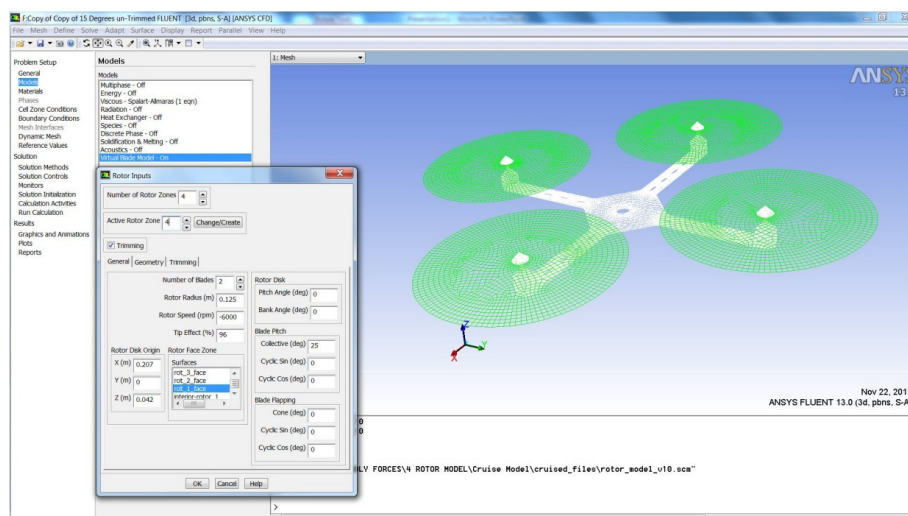 F:Copy of Copy of 15 Degrees un-Trimmed FLUENT [3d, pbns, S-A] [ANSYS CFD]
File Mesh Define Solve Adapt Surface Display Report Parallel View Help
Problem Setup
General
Models
Materials
Phases
Cell Zone Conditions
Boundary Conditions
Mesh Interfaces
Dynamic Mesh
Reference Values
Solution
Solution Methods
Solution Controls
Monitors
Solution Initialization
Calculation Activities
Run Calculation
Results
Graphics and Animations
Plots
Reports
Models
Models
Multiphase - Off
Energy - Off
Viscous - Spalart-Allmaras (1 eqn)
Radiation - Off
Heat Exchanger - Off
Species - Off
Discrete Phase - Off
Solidification & Melting - Off
Acoustics - Off
Virtual Blade Model - On
Rotor Inputs
Number of Rotor Zones 4
Active Rotor Zone 4 Change/Create
Trimming
General Geometry Trimming
Number of Blades 2
Rotor Radius (m) 0.125
Rotor Speed (rpm) -6000
Tip Effect (%) 96
Rotor Disk Origin
X (m) 0.207
Y (m) 0
Z (m) 0.042
Rotor Face Zone
Surfaces
rot_3_face
rot_2_face
rot_1_face
interior-rotor_1
Rotor Disk
Pitch Angle (deg) 0
Bank Angle (deg) 0
Blade Pitch
Collective (deg) 25
Cyclic Sin (deg) 0
Cyclic Cos (deg) 0
Blade Flapping
Cone (deg) 0
Cyclic Sin (deg) 0
Cyclic Cos (deg) 0
OK Cancel Help
1: Mesh
ANSYS
13
Z
Y
X
Nov 22, 201
ANSYS FLUENT 13.0 (3d, pbns, S-A
0
0
LY FORCES\4 ROTOR MODEL\Cruise Model\cruised_files\rotor_model_v10.scm"
>